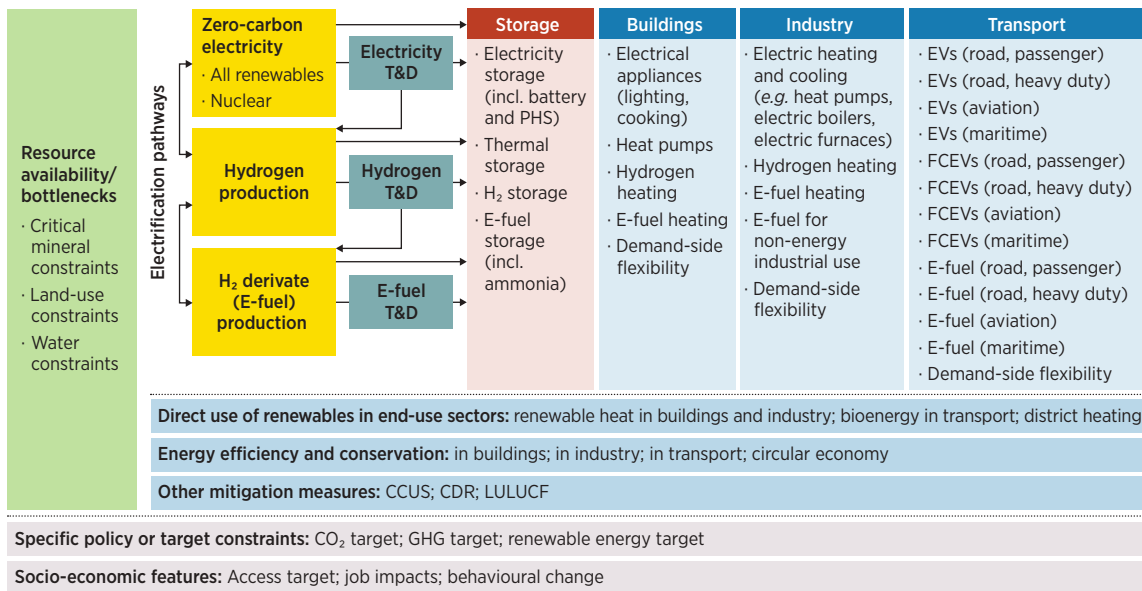 Resource
availability/
bottlenecks
· Critical
mineral
constraints
· Land-use
constraints
· Water
constraints
Electrification pathways
Zero-carbon
electricity
· All renewables
· Nuclear
Hydrogen
production
H₂ derivate
(E-fuel)
production
Electricity
T&D
Hydrogen
T&D
E-fuel
T&D
Storage
· Electricity
storage
(incl. battery
and PHS)
· Thermal
storage
· H₂ storage
· E-fuel
storage
(incl.
ammonia)
Buildings
· Electrical
appliances
(lighting,
cooking)
· Heat pumps
· Hydrogen
heating
· E-fuel heating
· Demand-side
flexibility
Industry
· Electric heating
and cooling
(e.g. heat pumps,
electric boilers,
electric furnaces)
· Hydrogen heating
· E-fuel heating
· E-fuel for
non-energy
industrial use
· Demand-side
flexibility
Transport
· EVs (road, passenger)
· EVs (road, heavy duty)
· EVs (aviation)
· EVs (maritime)
· FCEVs (road, passenger)
· FCEVs (road, heavy duty)
· FCEVs (aviation)
· FCEVs (maritime)
· E-fuel (road, passenger)
· E-fuel (road, heavy duty)
· E-fuel (aviation)
· E-fuel (maritime)
· Demand-side flexibility
Direct use of renewables in end-use sectors: renewable heat in buildings and industry; bioenergy in transport; district heating
Energy efficiency and conservation: in buildings; in industry; in transport; circular economy
Other mitigation measures: CCUS; CDR; LULUCF
Specific policy or target constraints: CO₂ target; GHG target; renewable energy target
Socio-economic features: Access target; job impacts; behavioural change